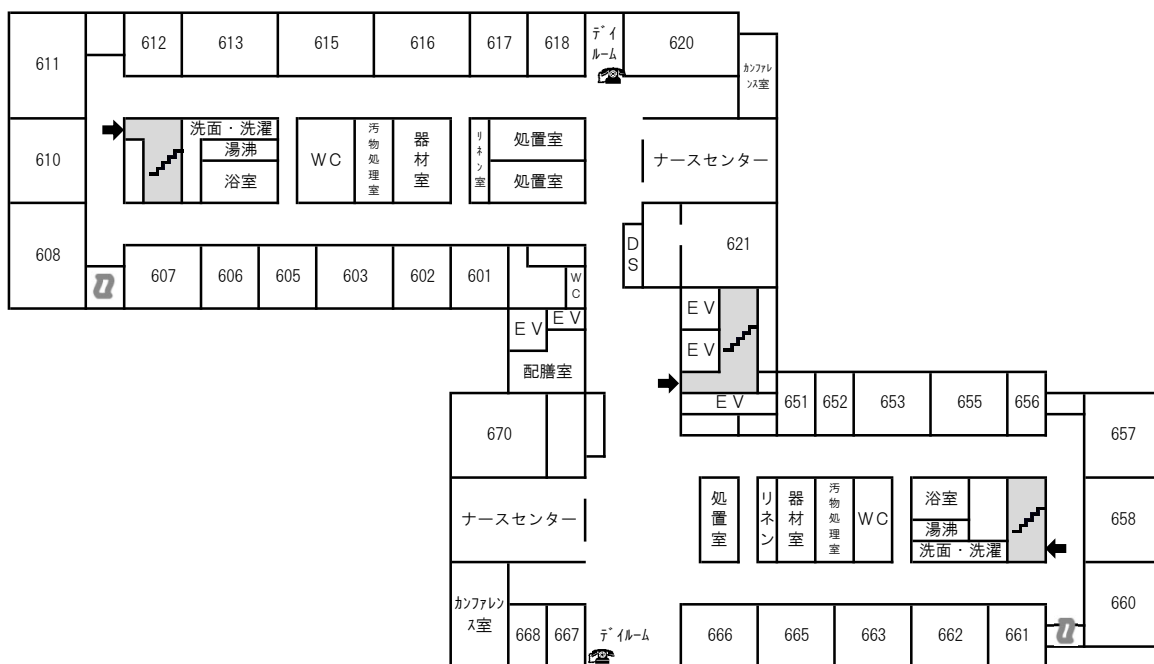 611
612
613
615
616
617
618
ﾃﾞｲ
ﾙｰﾑ
620
ｶﾝﾌｧﾚ
ﾝｽ室
610
洗面・洗濯
湯沸
浴室
WC
汚物処理室
器材室
リネン室
処置室
処置室
ナースセンター
608
607
606
605
603
602
601
WC
DS
621
EV
EV
EV
EV
配膳室
EV
651
652
653
655
656
657
670
ナースセンター
処置室
リネン
器材室
汚物処理室
WC
浴室
湯沸
洗面・洗濯
658
660
ｶﾝﾌｧﾚﾝ
ｽ室
668
667
ﾃﾞｲﾙｰﾑ
666
665
663
662
661